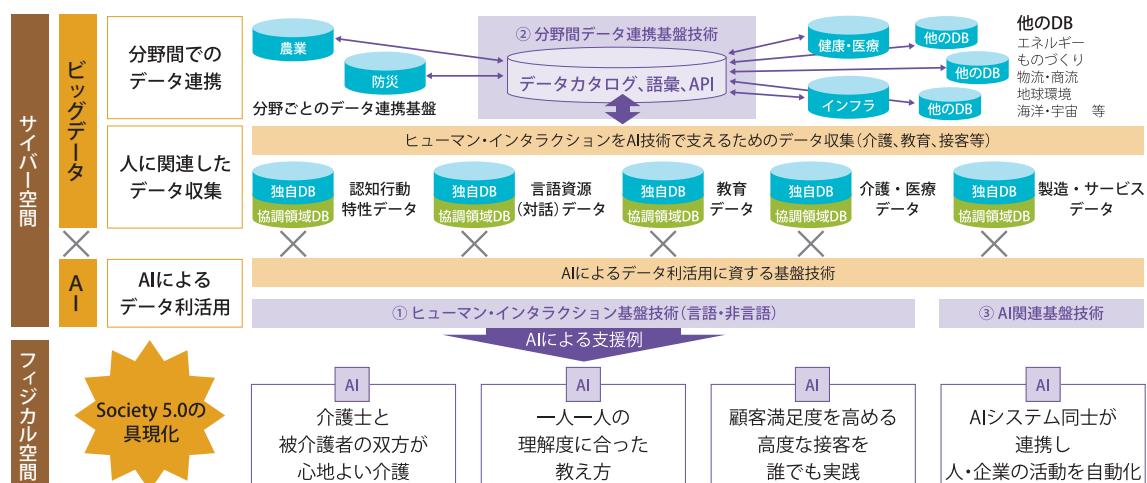 サイバー空間
ビッグデータ
分野間での
データ連携
農業
防災
分野ごとのデータ連携基盤
② 分野間データ連携基盤技術
データカタログ、語彙、API
健康・医療
インフラ
他のDB
他のDB
他のDB
他のDB
エネルギー
ものづくり
物流・商流
地球環境
海洋・宇宙　等
人に関連した
データ収集
ヒューマン・インタラクションをAI技術で支えるためのデータ収集(介護、教育、接客等)
独自DB
協調領域DB
認知行動
特性データ
独自DB
協調領域DB
言語資源
(対話)データ
独自DB
協調領域DB
教育
データ
独自DB
協調領域DB
介護・医療
データ
独自DB
協調領域DB
製造・サービス
データ
AI
AIによる
データ利活用
AIによるデータ利活用に資する基盤技術
① ヒューマン・インタラクション基盤技術(言語・非言語)
③ AI関連基盤技術
AIによる支援例
フィジカル空間
Society 5.0の
具現化
AI
介護士と
被介護者の双方が
心地よい介護
AI
一人一人の
理解度に合った
教え方
AI
顧客満足度を高める
高度な接客を
誰でも実践
AI
AIシステム同士が
連携し
人・企業の活動を自動化